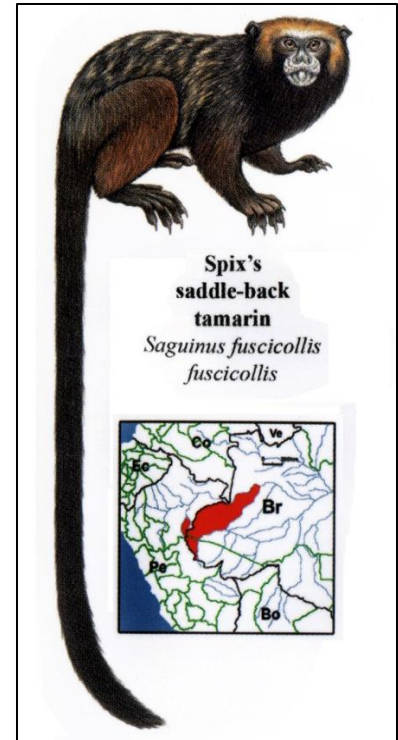 Spix's
saddle-back
tamarin
Saguinus fuscicollis
fuscicollis
Co
Ve
Ec
Br
Pe
Bo